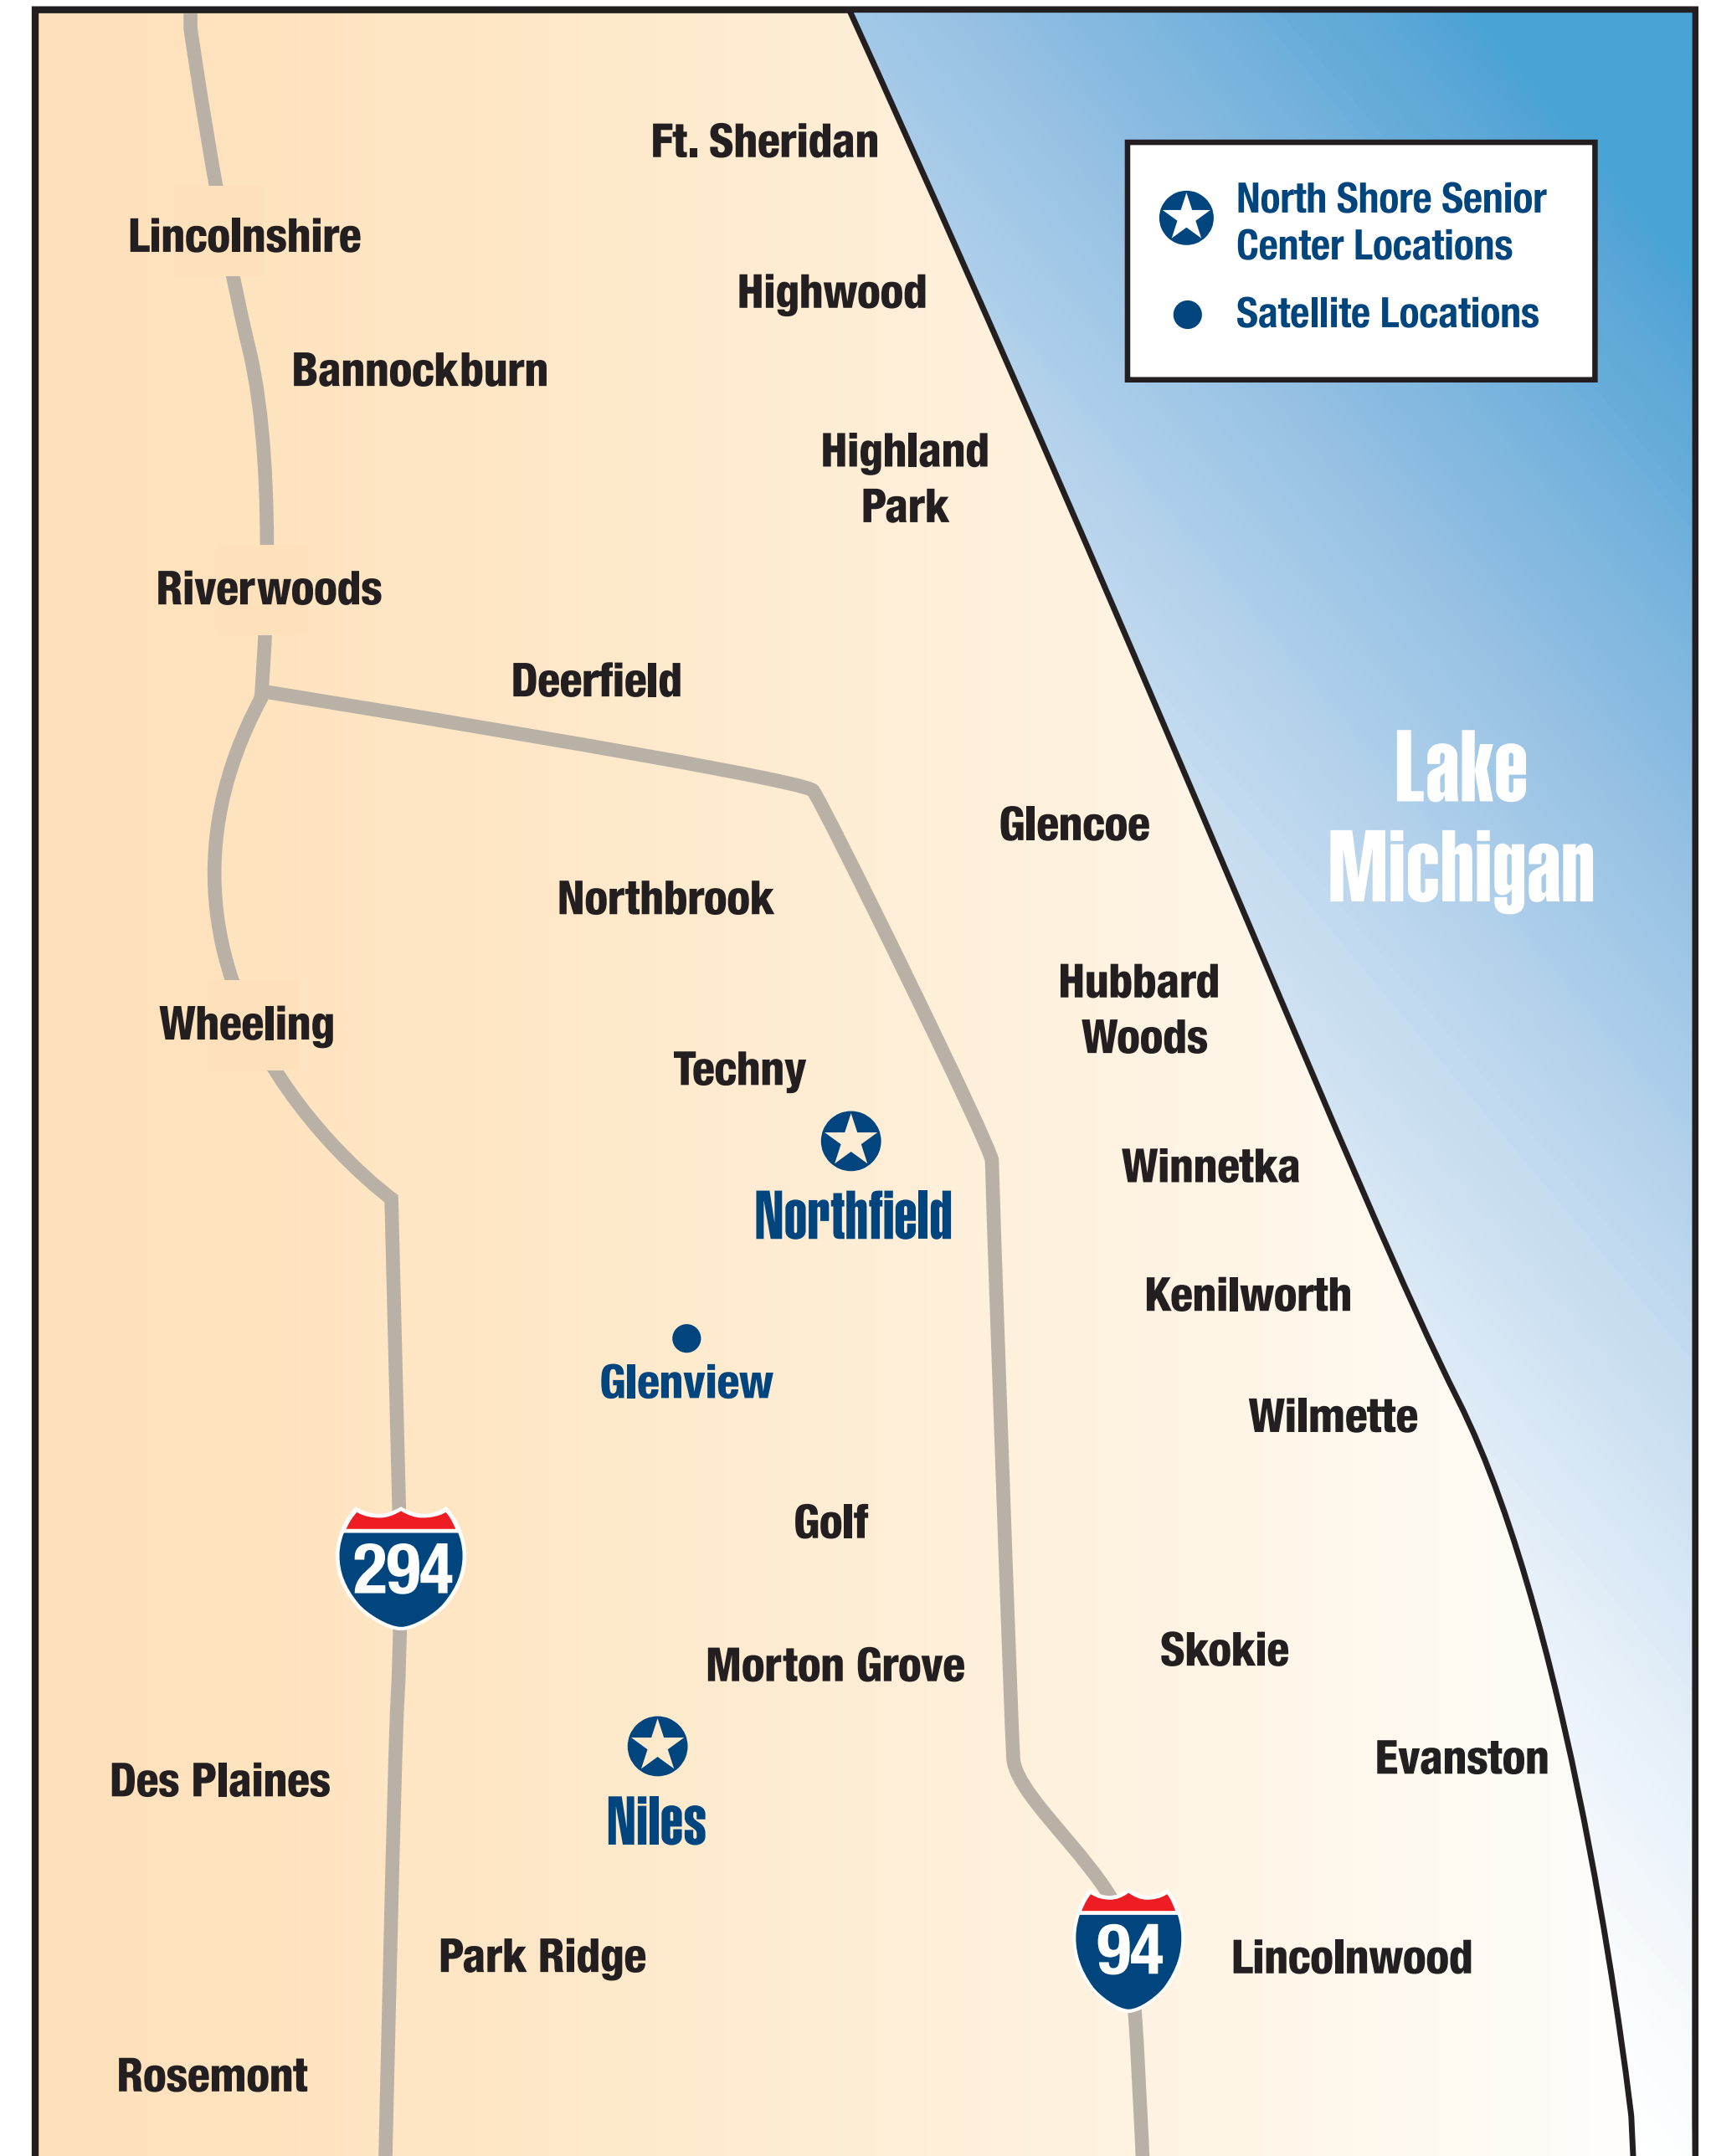 Ft. Sheridan
North Shore Senior
Center Locations
Satellite Locations
Lincolnshire
Highwood
Bannockburn
Highland
Park
Riverwoods
Deerfield
Lake
Michigan
Glencoe
Northbrook
Hubbard
Woods
Wheeling
Techny
Winnetka
Northfield
Kenilworth
Glenview
Wilmette
Golf
294
Skokie
Morton Grove
Evanston
Des Plaines
Niles
94
Park Ridge
Lincolnwood
Rosemont